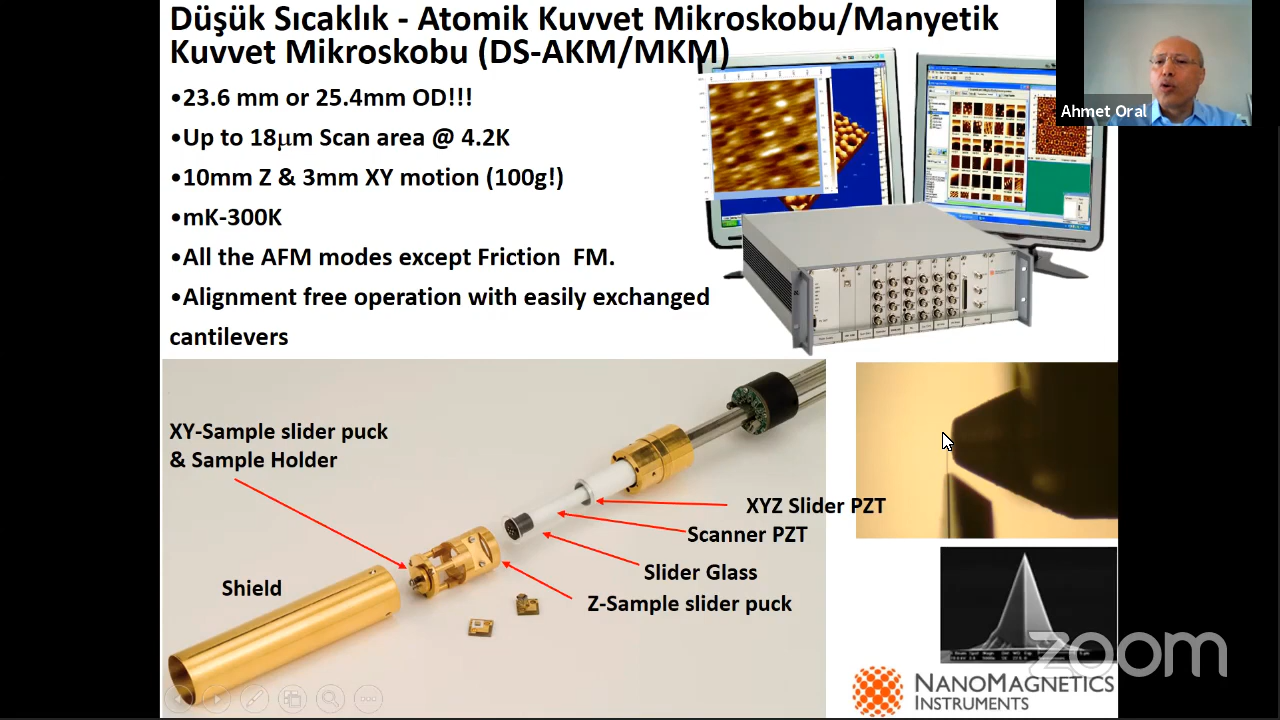 Düşük Sıcaklık - Atomik Kuvvet Mikroskobu/Manyetik
Kuvvet Mikroskobu (DS-AKM/MKM)
•23.6 mm or 25.4mm OD!!!
•Up to 18μm Scan area @ 4.2K
•10mm Z & 3mm XY motion (100g!)
•mK-300K
•All the AFM modes except Friction FM.
•Alignment free operation with easily exchanged
cantilevers
Ahmet Oral
XY-Sample slider puck
& Sample Holder
XYZ Slider PZT
Scanner PZT
Slider Glass
Shield
Z-Sample slider puck
zoom
NANOMAGNETICS
INSTRUMENTS